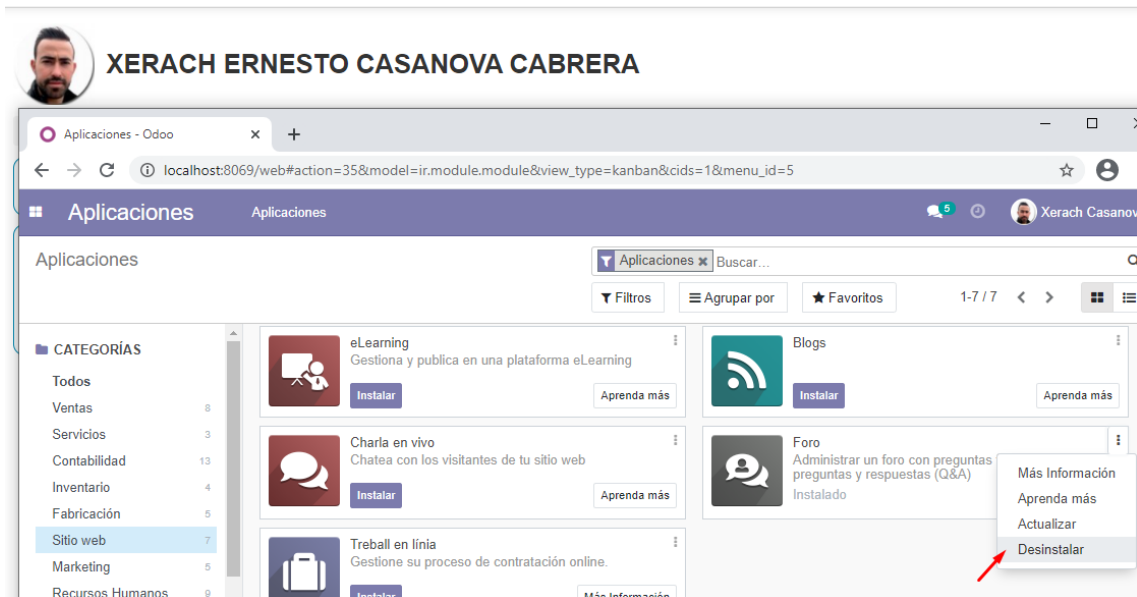 XERACH ERNESTO CASANOVA CABRERA
Aplicaciones - Odoo
localhost:8069/web#action=35&model=ir.module.module&view_type=kanban&cids=1&menu_id=5
Aplicaciones
Aplicaciones
5
Xerach Casanov
Aplicaciones
Aplicaciones
Buscar...
Filtros
Agrupar por
Favoritos
1-7 / 7
CATEGORÍAS
Todos
Ventas 8
Servicios 3
Contabilidad 13
Inventario 4
Fabricación 5
Sitio web 7
Marketing 5
Recursos Humanos 9
eLearning
Gestiona y publica en una plataforma eLearning
Instalar
Aprenda más
Blogs
Instalar
Aprenda más
Charla en vivo
Chatea con los visitantes de tu sitio web
Instalar
Aprenda más
Foro
Administrar un foro con preguntas
preguntas y respuestas (Q&A)
Instalado
Más Información
Aprenda más
Actualizar
Desinstalar
Treball en línia
Gestione su proceso de contratación online.
Instalar
Más Información